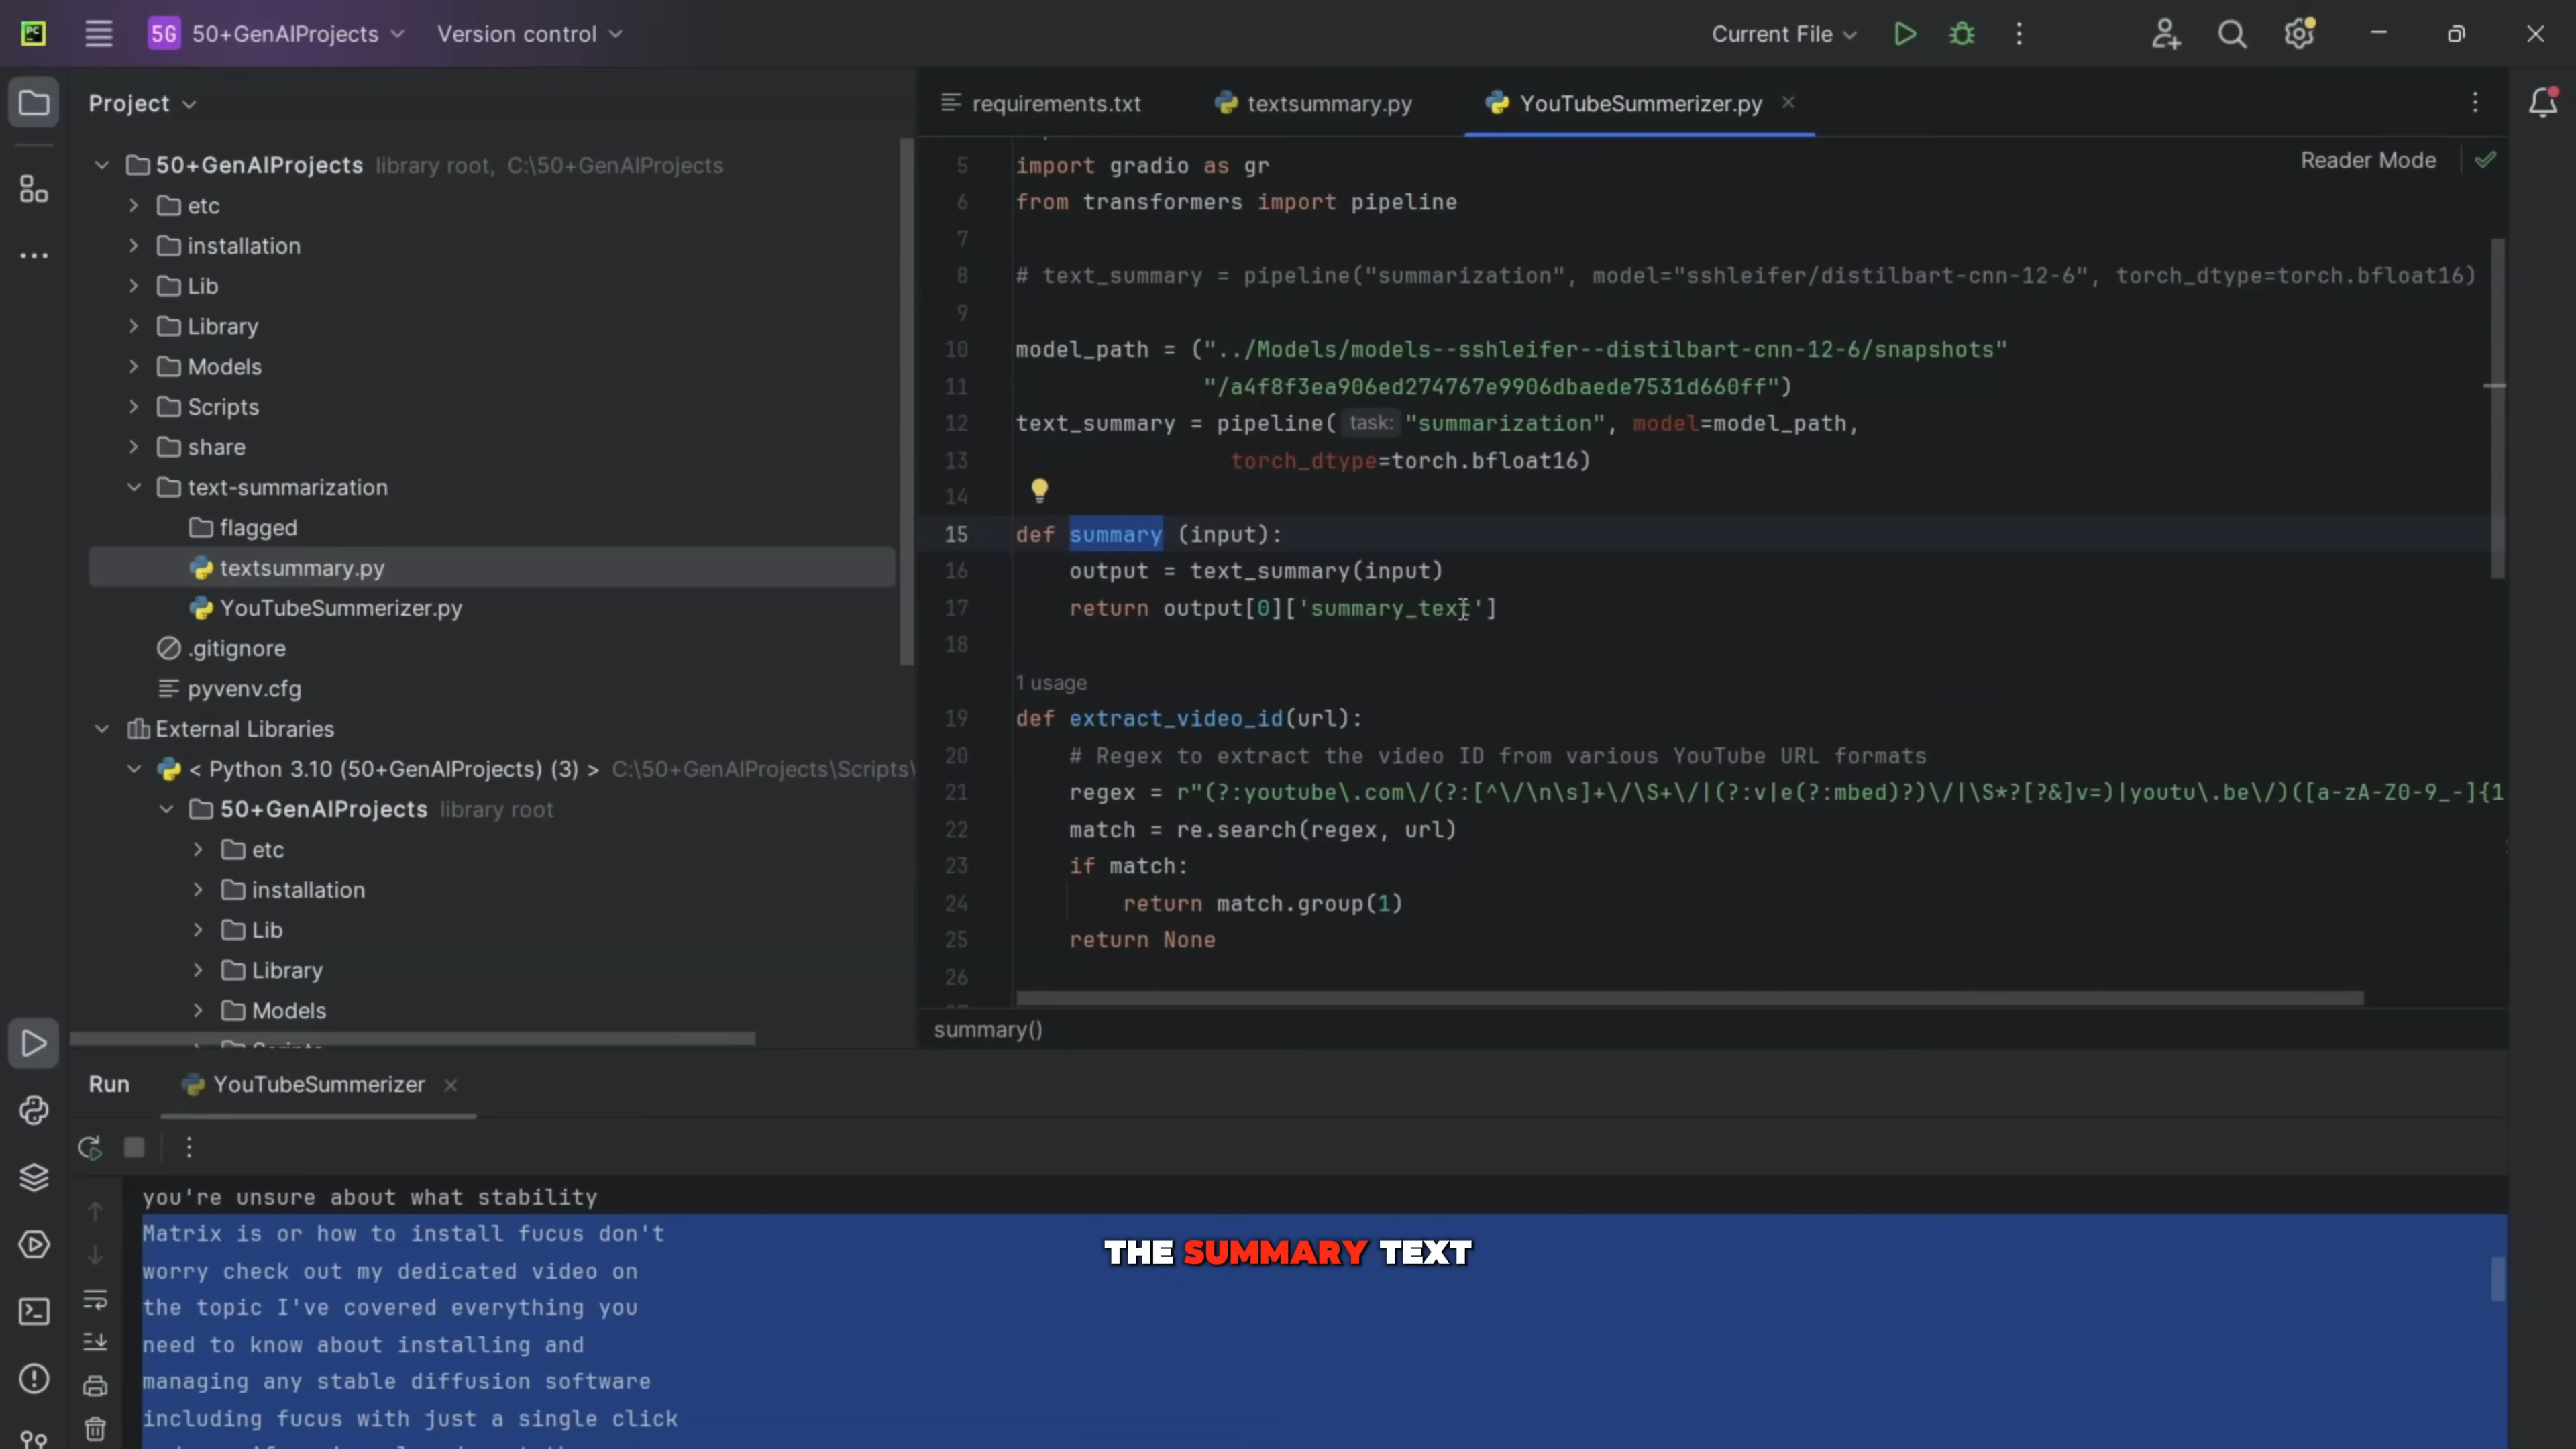 PC
5G 50+GenAIProjects Version control Current File
Project
requirements.txt textsummary.py YouTubeSummerizer.py
Reader Mode
50+GenAIProjects library root, C:\50+GenAIProjects
etc
installation
Lib
Library
Models
Scripts
share
text-summarization
flagged
textsummary.py
YouTubeSummerizer.py
.gitignore
pyvenv.cfg
External Libraries
< Python 3.10 (50+GenAIProjects) (3) > C:\50+GenAIProjects\Scripts\
50+GenAIProjects library root
etc
installation
Lib
Library
Models
Scripts
5 import gradio as gr
6 from transformers import pipeline
7
8 # text_summary = pipeline("summarization", model="sshleifer/distilbart-cnn-12-6", torch_dtype=torch.bfloat16)
9
10 model_path = ("../Models/models--sshleifer--distilbart-cnn-12-6/snapshots"
11 "/a4f8f3ea906ed274767e9906dbaede7531d660ff")
12 text_summary = pipeline( task: "summarization", model=model_path,
13 torch_dtype=torch.bfloat16)
14
15 def summary (input):
16 output = text_summary(input)
17 return output[0]['summary_text']
18
1 usage
19 def extract_video_id(url):
20 # Regex to extract the video ID from various YouTube URL formats
21 regex = r"(?:youtube\.com\/(?:[^\/\n\s]+\/\S+\/|(?:v|e(?:mbed)?)\/|\S*?[?&]v=)|youtu\.be\/)([a-zA-Z0-9_-]{1
22 match = re.search(regex, url)
23 if match:
24 return match.group(1)
25 return None
26
summary()
Run YouTubeSummerizer
you're unsure about what stability
Matrix is or how to install fucus don't
worry check out my dedicated video on
the topic I've covered everything you
need to know about installing and
managing any stable diffusion software
including fucus with just a single click
THE SUMMARY TEXT